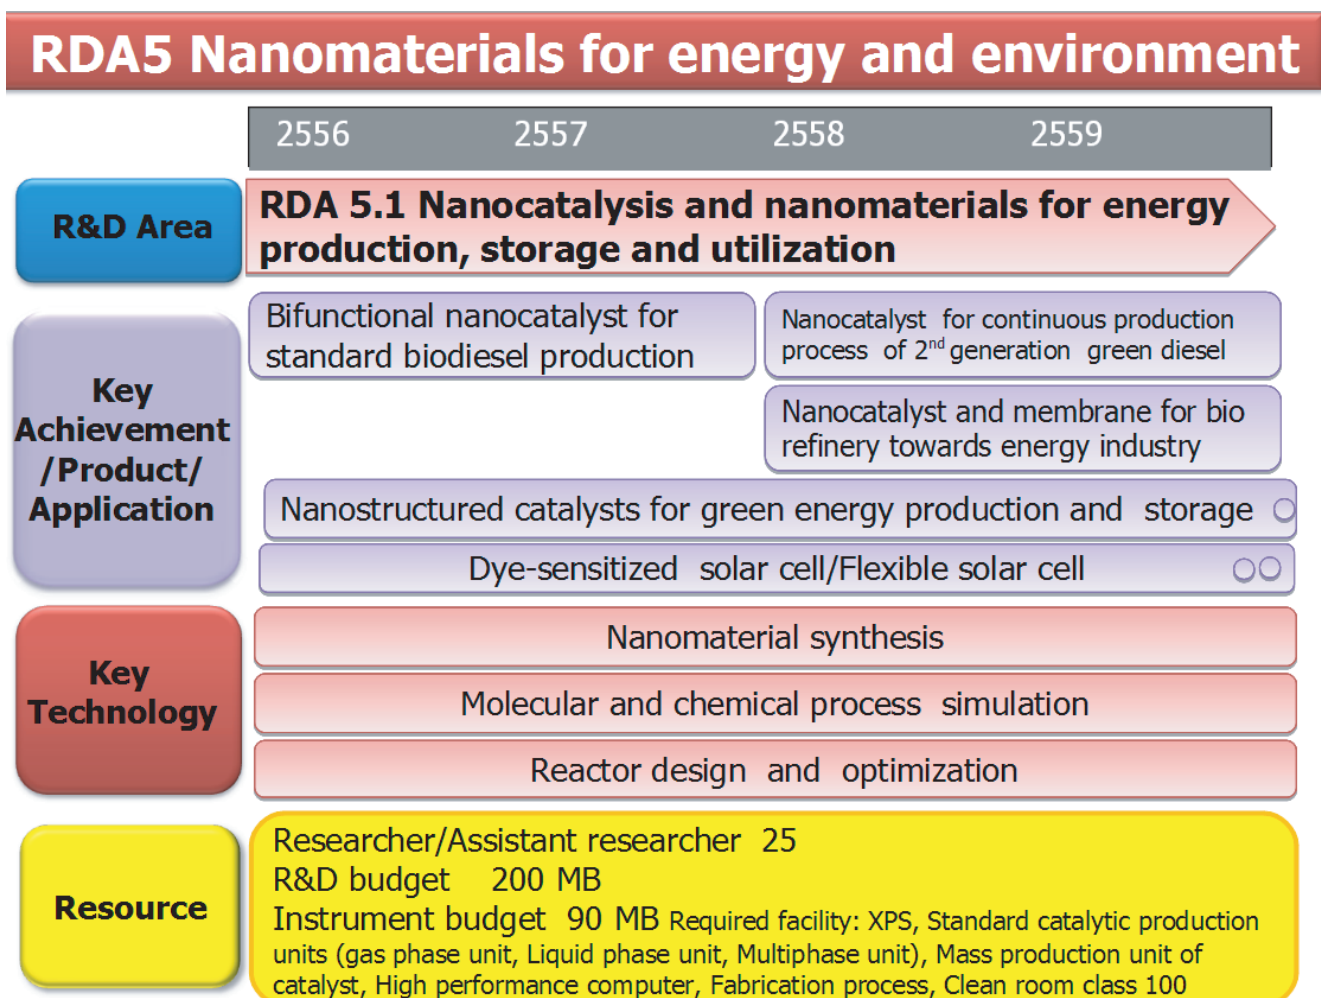 RDA5 Nanomaterials for energy and environment
2556 2557 2558 2559
R&D Area
RDA 5.1 Nanocatalysis and nanomaterials for energy
production, storage and utilization
Key
Achievement
/Product/
Application
Bifunctional nanocatalyst for
standard biodiesel production
Nanocatalyst for continuous production
process of 2nd generation green diesel
Nanocatalyst and membrane for bio
refinery towards energy industry
Nanostructured catalysts for green energy production and storage
Dye-sensitized solar cell/Flexible solar cell
Key
Technology
Nanomaterial synthesis
Molecular and chemical process simulation
Reactor design and optimization
Resource
Researcher/Assistant researcher 25
R&D budget 200 MB
Instrument budget 90 MB Required facility: XPS, Standard catalytic production
units (gas phase unit, Liquid phase unit, Multiphase unit), Mass production unit of
catalyst, High performance computer, Fabrication process, Clean room class 100